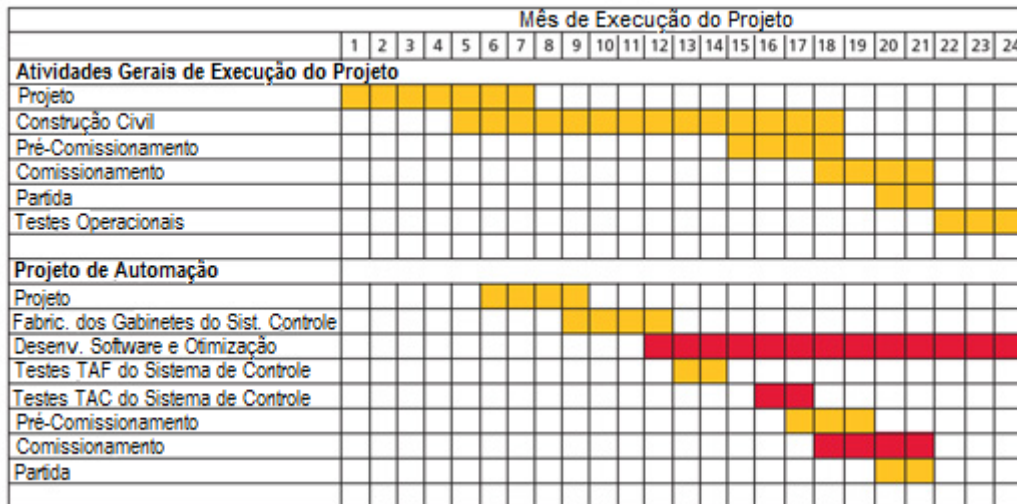 Mês de Execução do Projeto
1 2 3 4 5 6 7 8 9 10 11 12 13 14 15 16 17 18 19 20 21 22 23 24
Atividades Gerais de Execução do Projeto
Projeto
Construção Civil
Pré-Comissionamento
Comissionamento
Partida
Testes Operacionais
Projeto de Automação
Projeto
Fabric. dos Gabinetes do Sist. Controle
Desenv. Software e Otimização
Testes TAF do Sistema de Controle
Testes TAC do Sistema de Controle
Pré-Comissionamento
Comissionamento
Partida